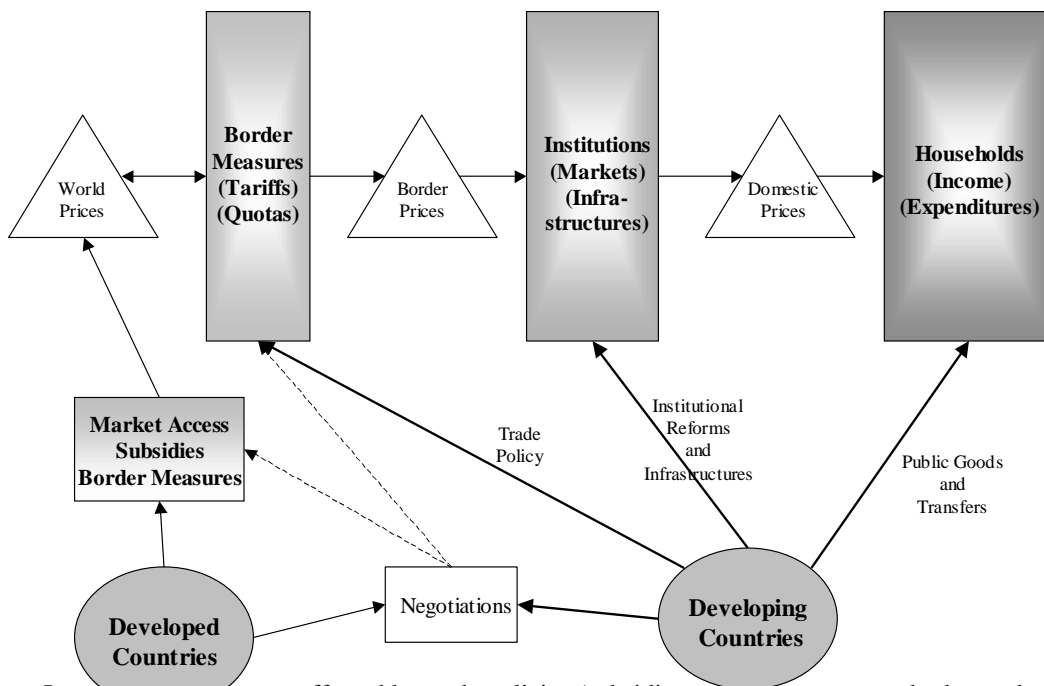 World
Prices
Border
Measures
(Tariffs)
(Quotas)
Border
Prices
Institutions
(Markets)
(Infra-
structures)
Domestic
Prices
Households
(Income)
(Expenditures)
Market Access
Subsidies
Border Measures
Trade
Policy
Institutional
Reforms
and
Infrastructures
Public Goods
and
Transfers
Developed
Countries
Negotiations
Developing
Countries